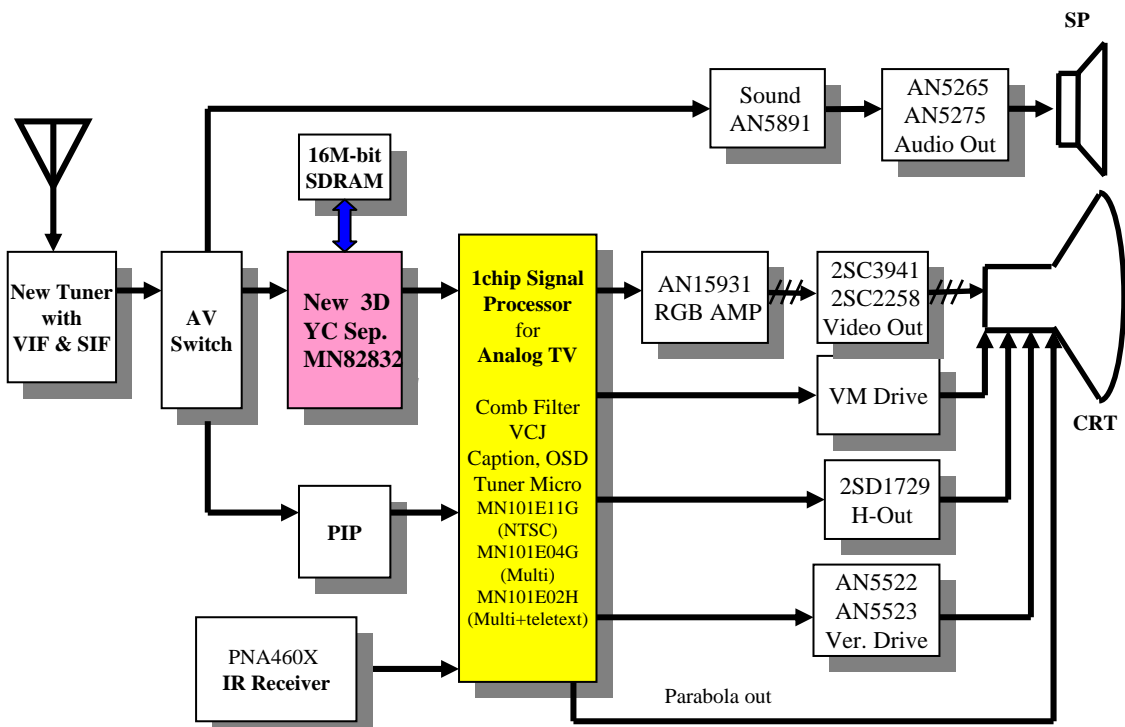 SP
Sound
AN5891
AN5265
AN5275
Audio Out
16M-bit
SDRAM
New Tuner
with
VIF & SIF
AV
Switch
New 3D
YC Sep.
MN82832
1chip Signal
Processor
for
Analog TV
Comb Filter
VCJ
Caption, OSD
Tuner Micro
MN101E11G
(NTSC)
MN101E04G
(Multi)
MN101E02H
(Multi+teletext)
AN15931
RGB AMP
2SC3941
2SC2258
Video Out
CRT
VM Drive
2SD1729
H-Out
PIP
AN5522
AN5523
Ver. Drive
PNA460X
IR Receiver
Parabola out